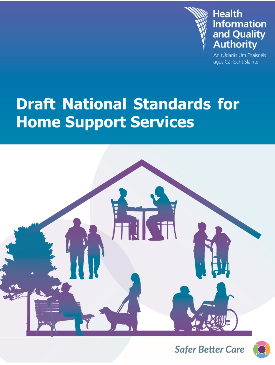 Health
Information
and Quality
Authority
Draft National Standards for
Home Support Services
Safer Better Care